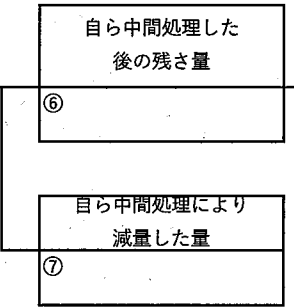 自ら中間処理した
後の残さ量
⑥
自ら中間処理により
減量した量
⑦